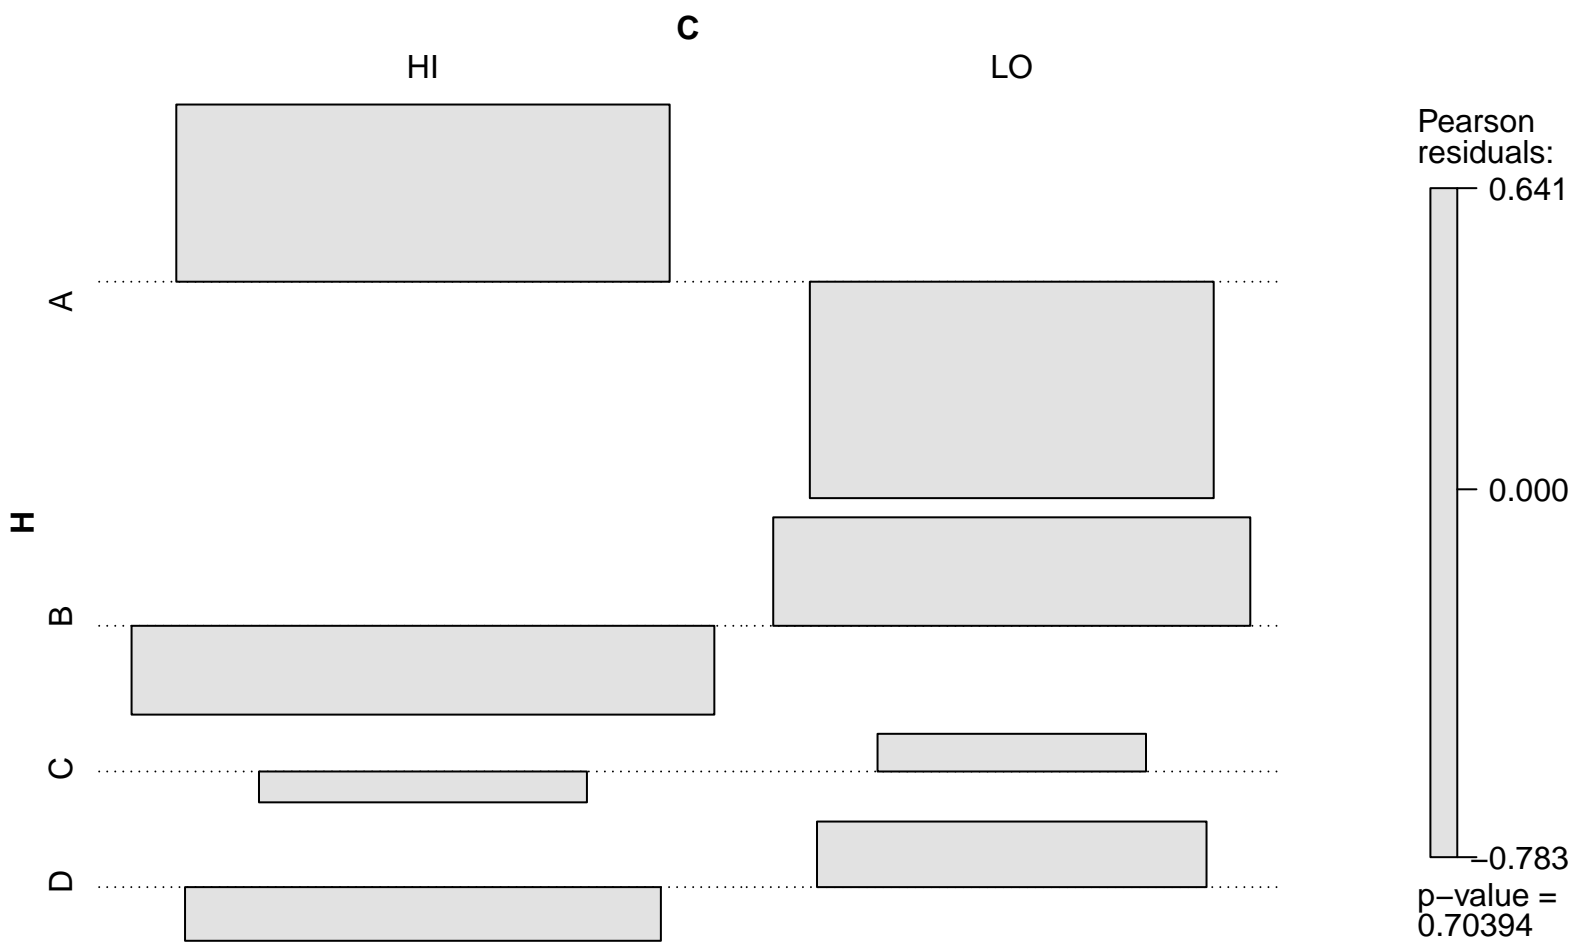 C
HI LO
Pearson
residuals:
0.641
A
0.000
H
B
C
−0.783
D
p−value =
0.70394